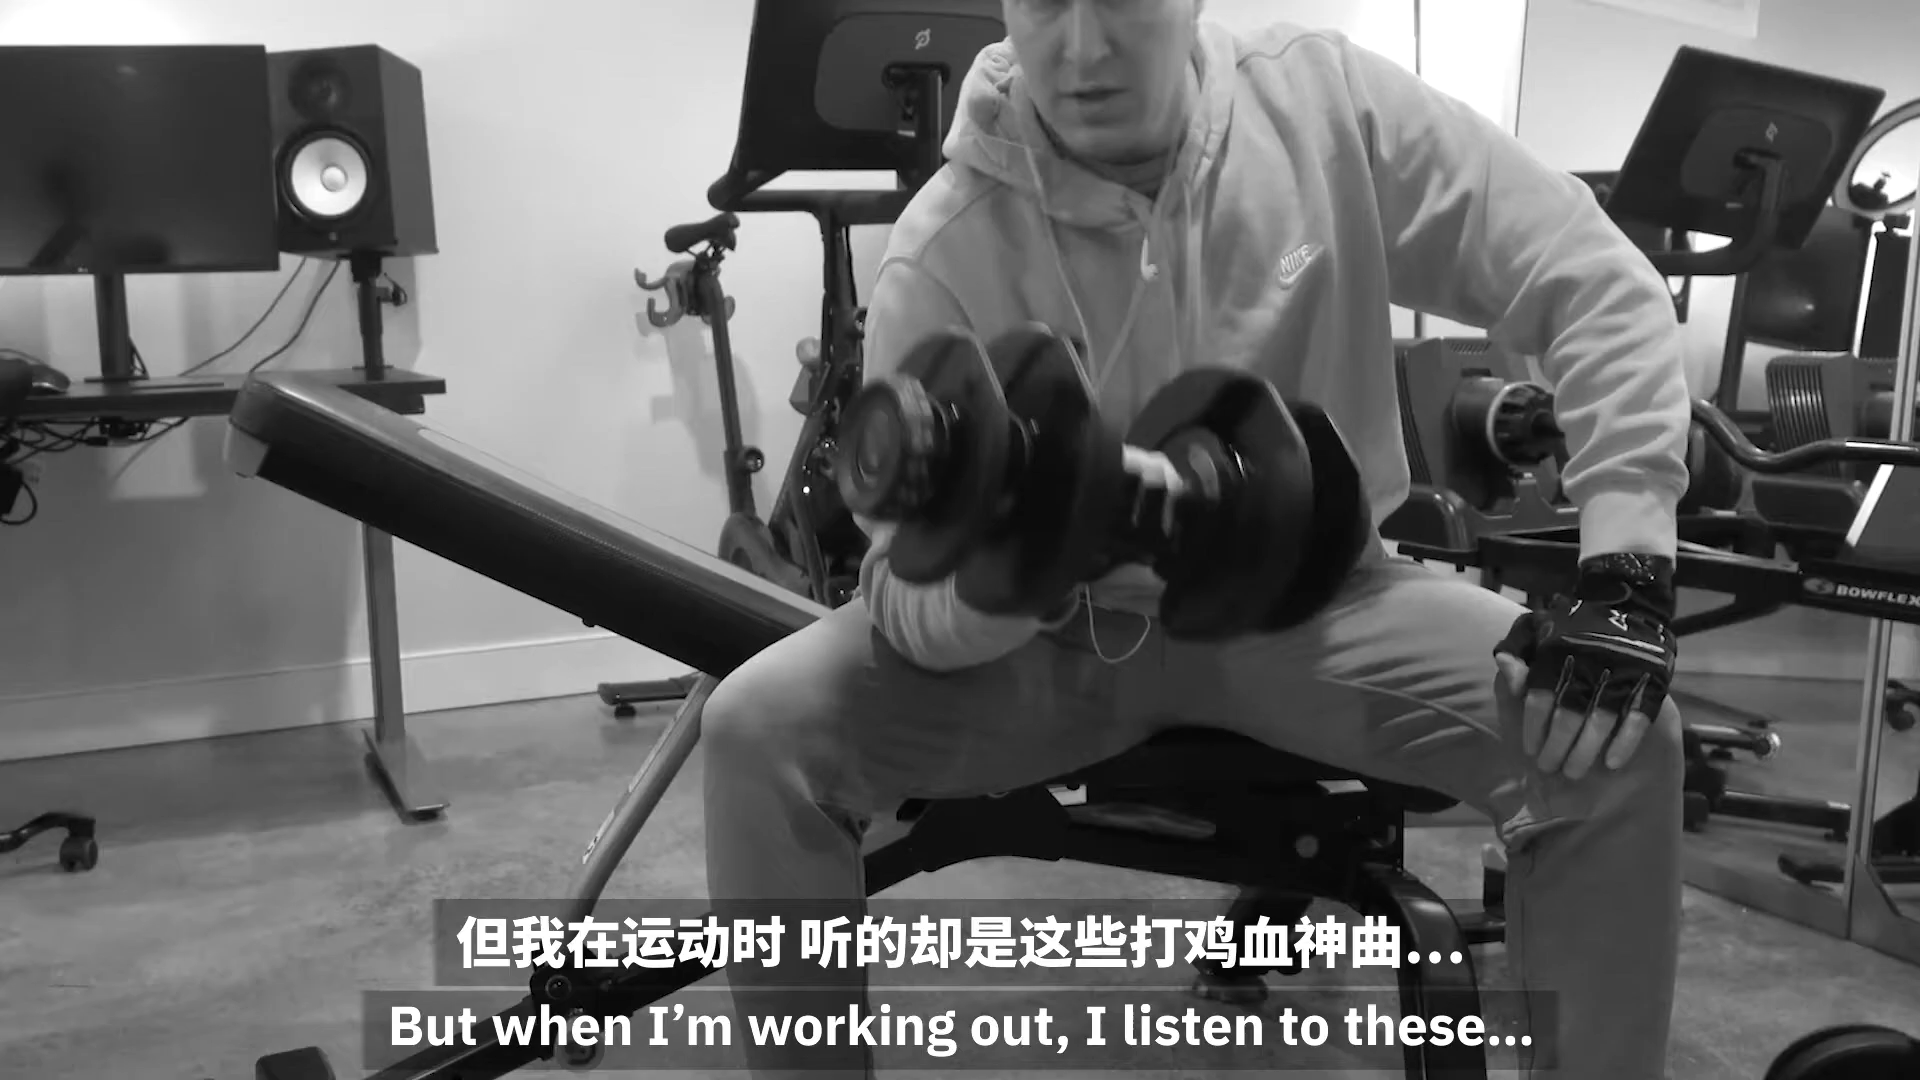 NIKE
BOWFLEX
但我在运动时 听的却是这些打鸡血神曲…
But when I’m working out, I listen to these…